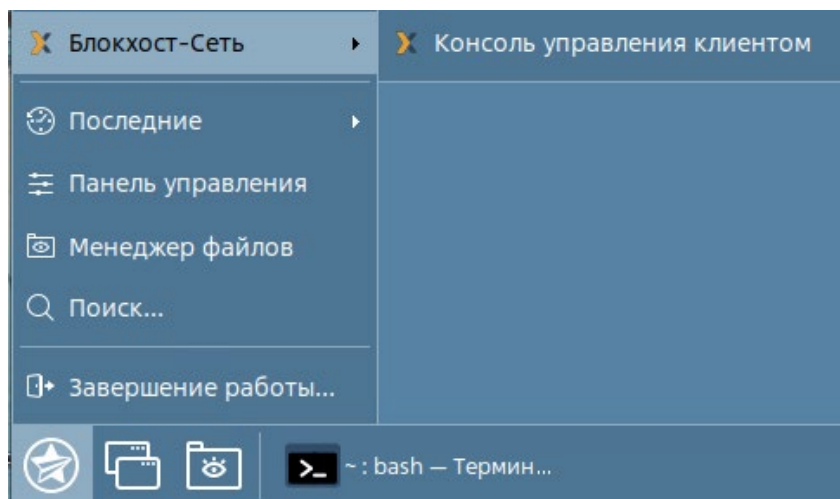 Блокхост-Сеть
Консоль управления клиентом
Последние
Панель управления
Менеджер файлов
Поиск...
Завершение работы...
~ : bash — Термин...